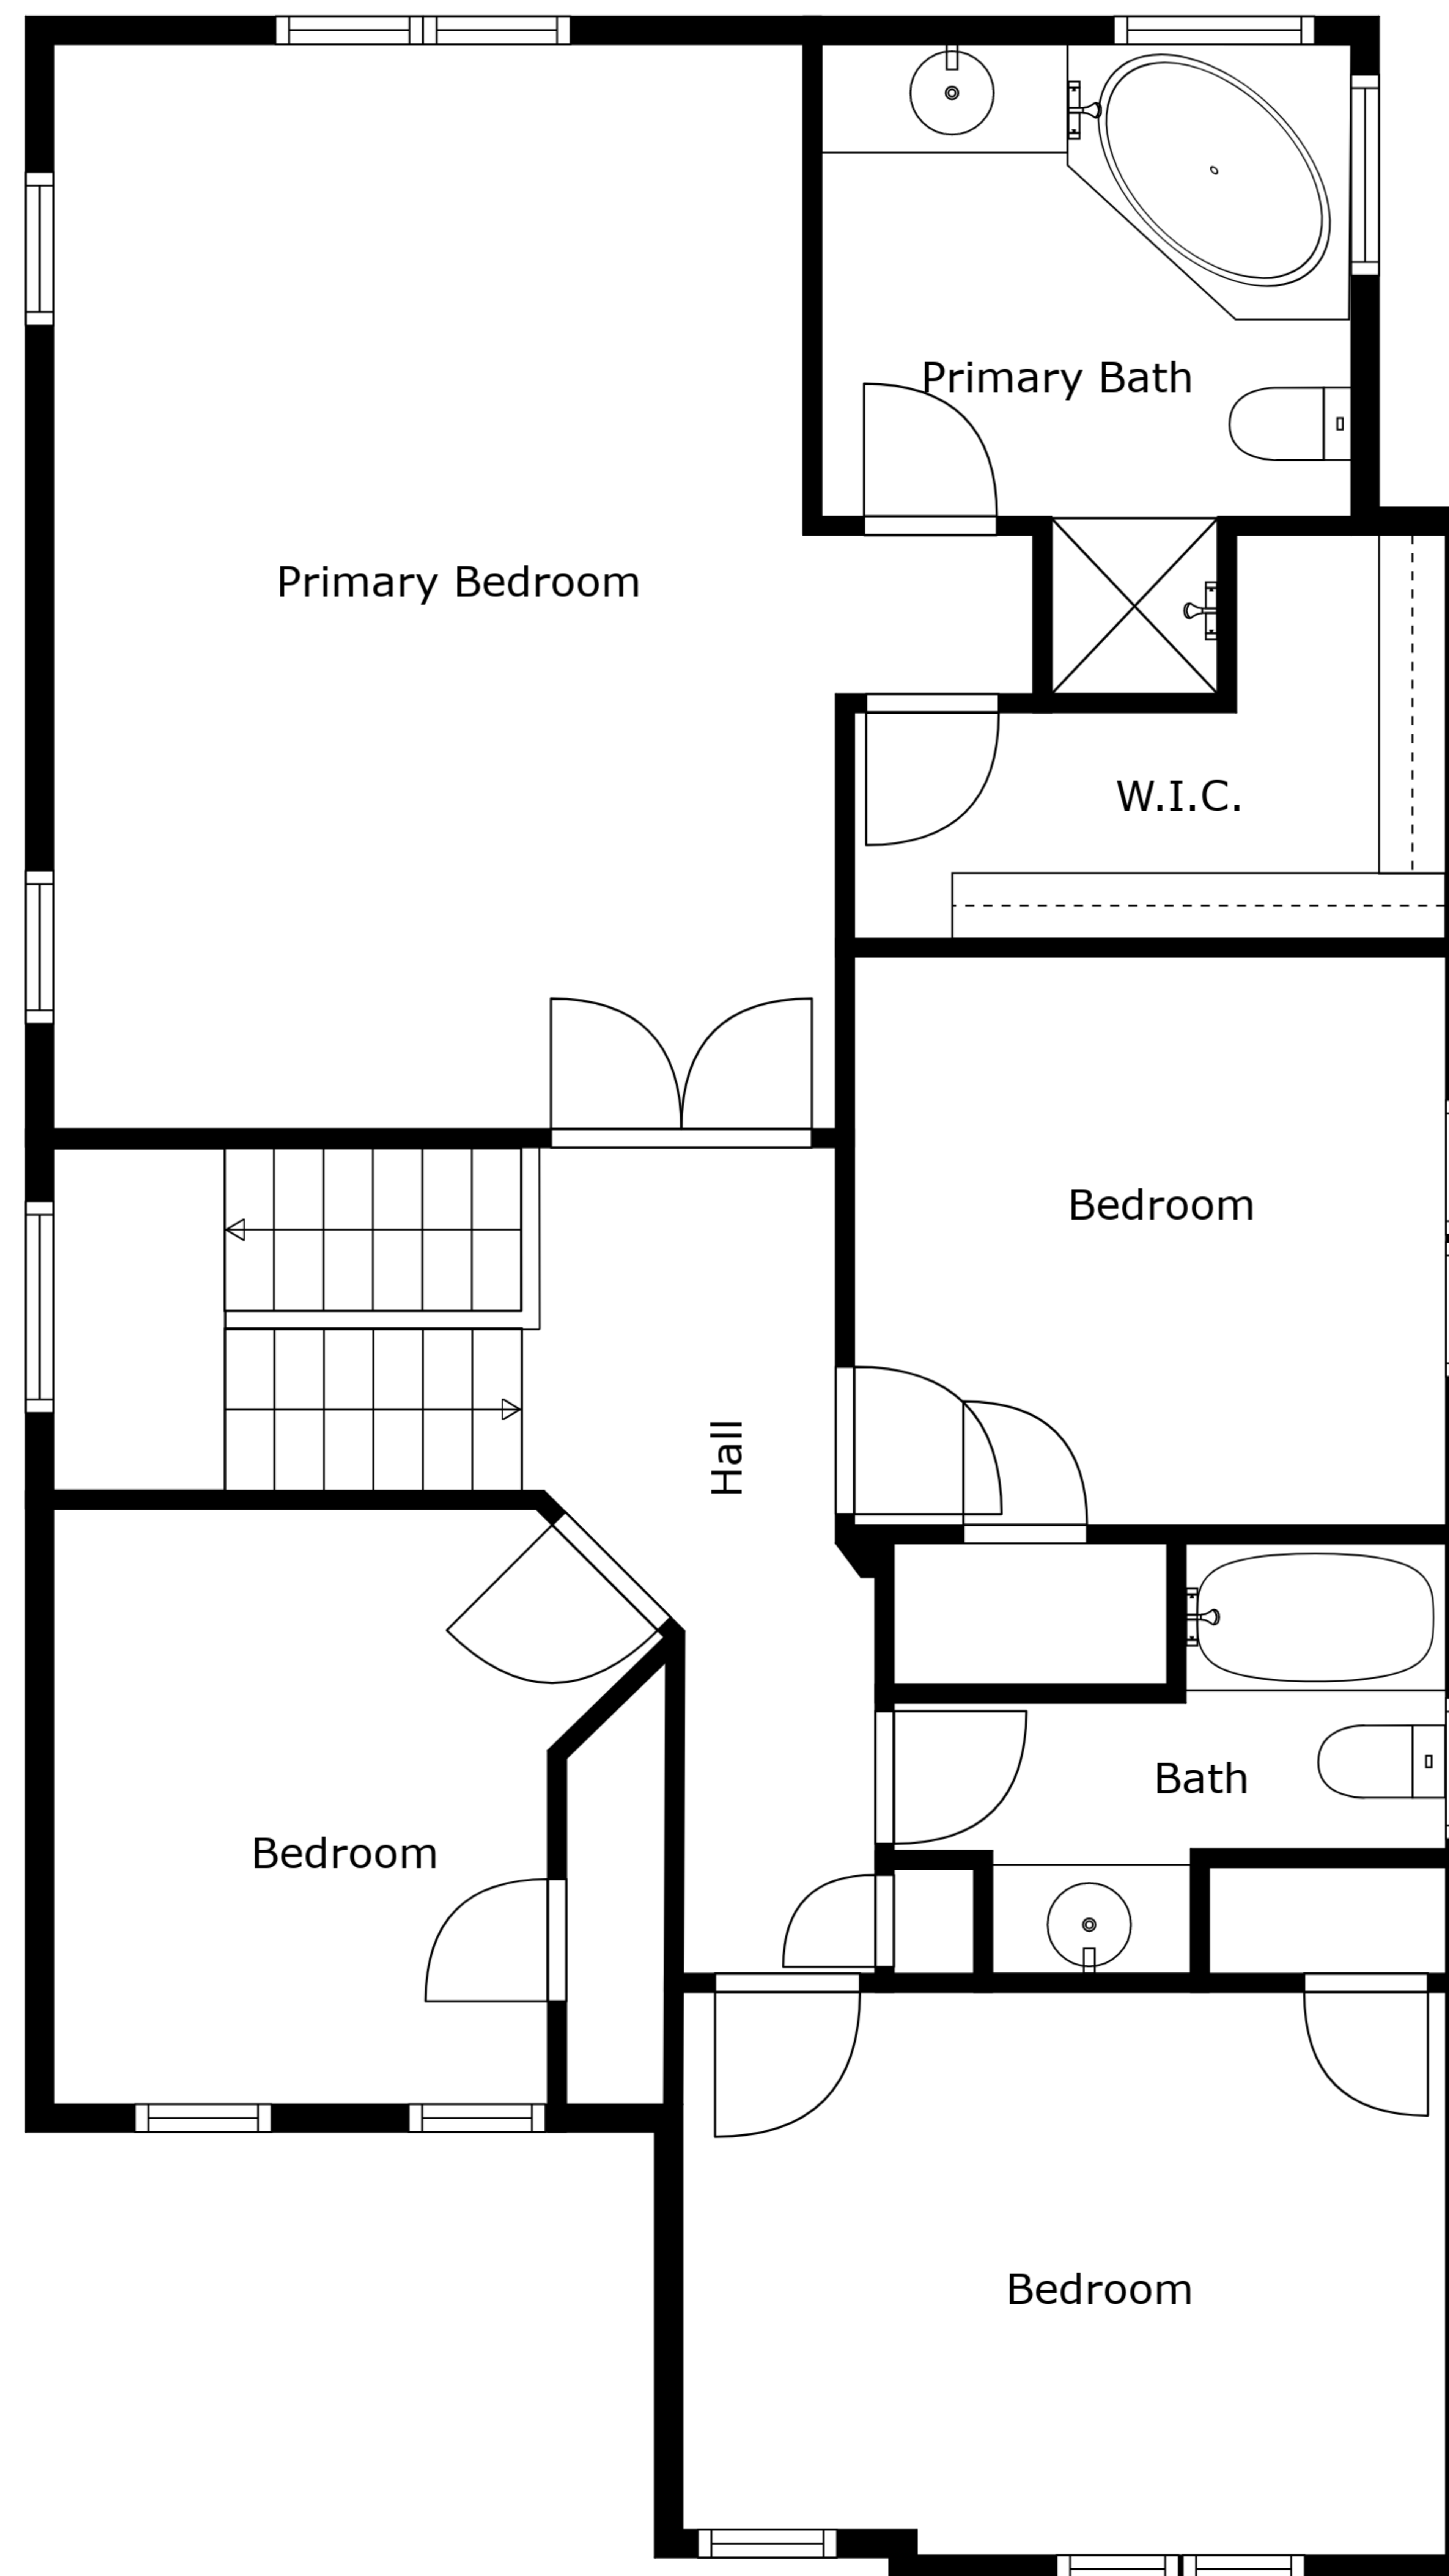 Primary Bath
Primary Bedroom
W.I.C.
Bedroom
Hall
Bath
Bedroom
Bedroom